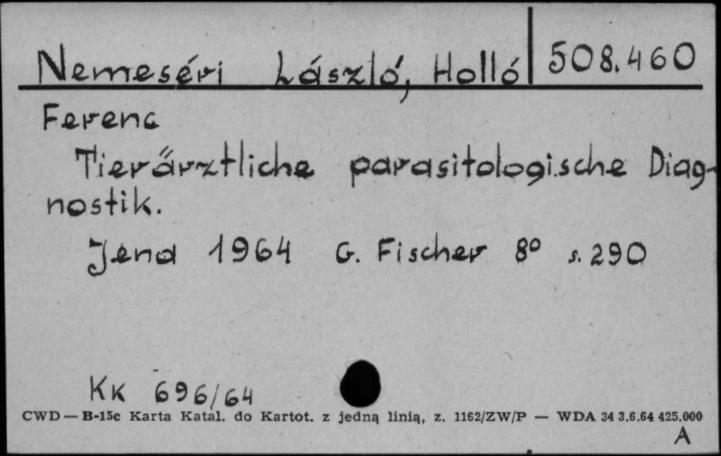 Nemeséri László, Holló 508.460
Ferenc
Tierärztliche parasitologische Diag-
nostik.
Jena 1964 G. Fischer 8º s. 290
KK 696/64
CWD — B-15c Karta Katal. do Kartot. z jedną linią, z. 1162/ZW/P — WDA 34 3.6.64 425.000
A